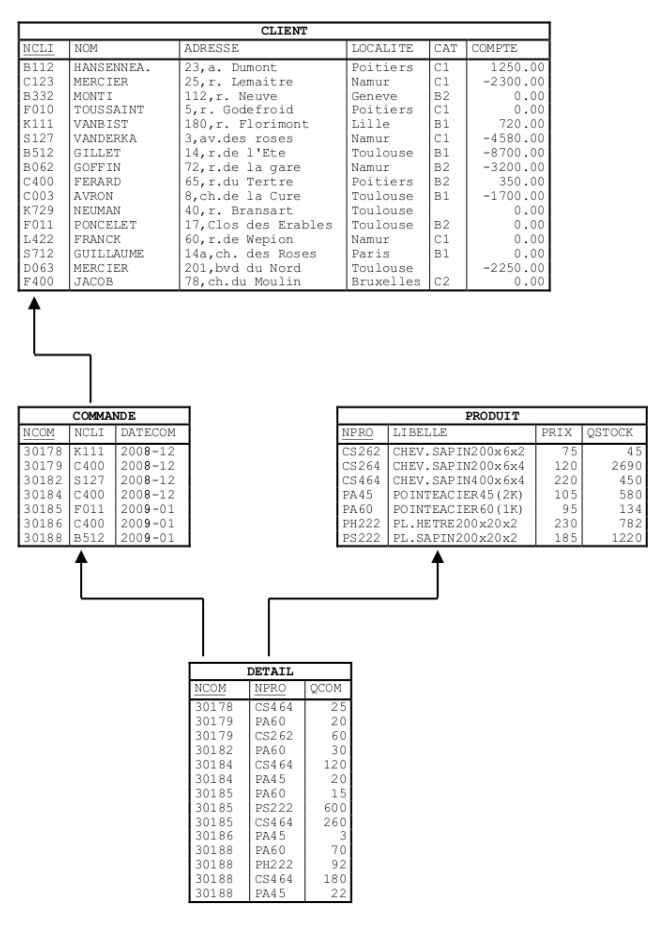 CLIENT
NCLI NOM ADRESSE LOCALITE CAT COMPTE
B112 HANSENNEA. 23,a. Dumont Poitiers C1 1250.00
C123 MERCIER 25,r. Lemaitre Namur C1 -2300.00
B332 MONTI 112,r. Neuve Geneve B2 0.00
F010 TOUSSAINT 5,r. Godefroid Poitiers C1 0.00
K111 VANBIST 180,r. Florimont Lille B1 720.00
S127 VANDERKA 3,av.des roses Namur C1 -4580.00
B512 GILLET 14,r.de l'Ete Toulouse B1 -8700.00
B062 GOFFIN 72,r.de la gare Namur B2 -3200.00
C400 FERARD 65,r.du Tertre Poitiers B2 350.00
C003 AVRON 8,ch.de la Cure Toulouse B1 -1700.00
K729 NEUMAN 40,r. Bransart Toulouse 0.00
F011 PONCELET 17,Clos des Erables Toulouse B2 0.00
L422 FRANCK 60,r.de Wepion Namur C1 0.00
S712 GUILLAUME 14a,ch. des Roses Paris B1 0.00
D063 MERCIER 201,bvd du Nord Toulouse -2250.00
F400 JACOB 78,ch.du Moulin Bruxelles C2 0.00
COMMANDE
NCOM NCLI DATECOM
30178 K111 2008-12
30179 C400 2008-12
30182 S127 2008-12
30184 C400 2008-12
30185 F011 2009-01
30186 C400 2009-01
30188 B512 2009-01
PRODUIT
NPRO LIBELLE PRIX QSTOCK
CS262 CHEV.SAPIN200x6x2 75 45
CS264 CHEV.SAPIN200x6x4 120 2690
CS464 CHEV.SAPIN400x6x4 220 450
PA45 POINTEACIER45(2K) 105 580
PA60 POINTEACIER60(1K) 95 134
PH222 PL.HETRE200x20x2 230 782
PS222 PL.SAPIN200x20x2 185 1220
DETAIL
NCOM NPRO QCOM
30178 CS464 25
30179 PA60 20
30179 CS262 60
30182 PA60 30
30184 CS464 120
30184 PA45 20
30185 PA60 15
30185 PS222 600
30185 CS464 260
30186 PA45 3
30188 PA60 70
30188 PH222 92
30188 CS464 180
30188 PA45 22